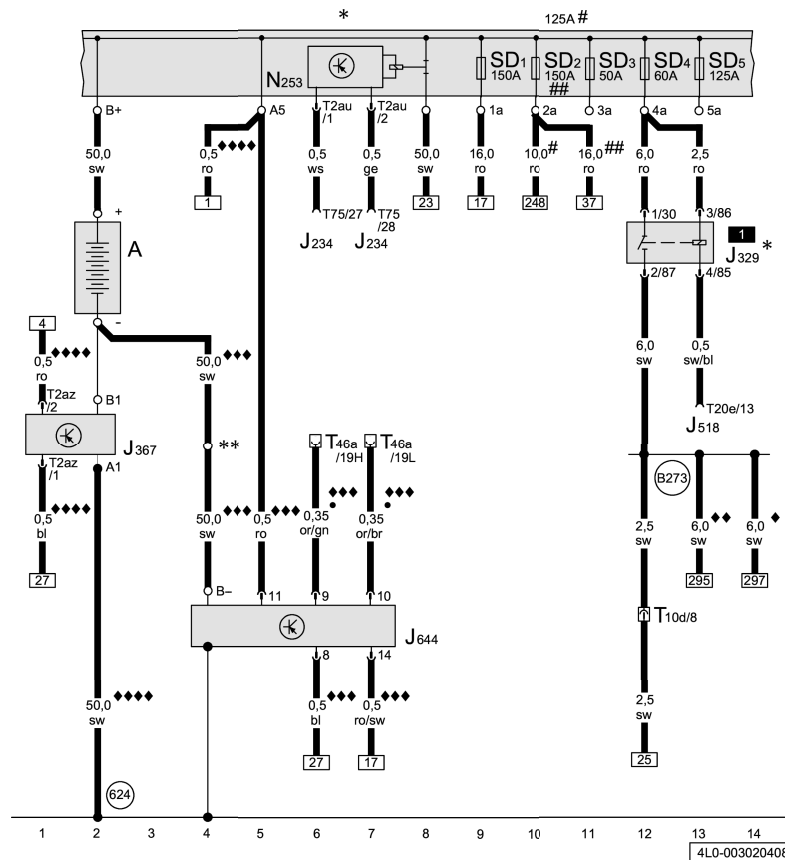 * 125A #
N253 SD1 150A SD2 150A ## SD3 50A SD4 60A SD5 125A
B+ A5 T2au /1 T2au /2 1a 2a 3a 4a 5a
50,0 sw 0,5 ro ♦♦♦♦ 0,5 ws 0,5 ge 50,0 sw 16,0 ro 10,0 ro # 16,0 ro ## 6,0 ro 2,5 ro
1 T75/27 T75 /28 23 17 248 37
J234 J234
+ A -
1/30 3/86 1 J329 *
2/87 4/85
4
0,5 ro ♦♦♦♦
T2az /2 B1
J367
T2az /1 A1
50,0 sw ♦♦♦
**
6,0 sw 0,5 sw/bl
T20e/13
J518
T46a /19H T46a /19L
B273
0,5 bl ♦♦♦♦
27
50,0 sw ♦♦♦ 0,5 ro ♦♦♦♦ 0,35 or/gn ♦♦♦ • 0,35 or/br ♦♦♦ •
2,5 sw 6,0 sw ♦♦ 6,0 sw ♦
295 297
B– 11 9 10
J644
8 14
T10d/8
50,0 sw ♦♦♦♦
0,5 bl ♦♦♦ 0,5 ro/sw ♦♦♦
27 17
2,5 sw
25
624
1 2 3 4 5 6 7 8 9 10 11 12 13 14
4L0-003020408